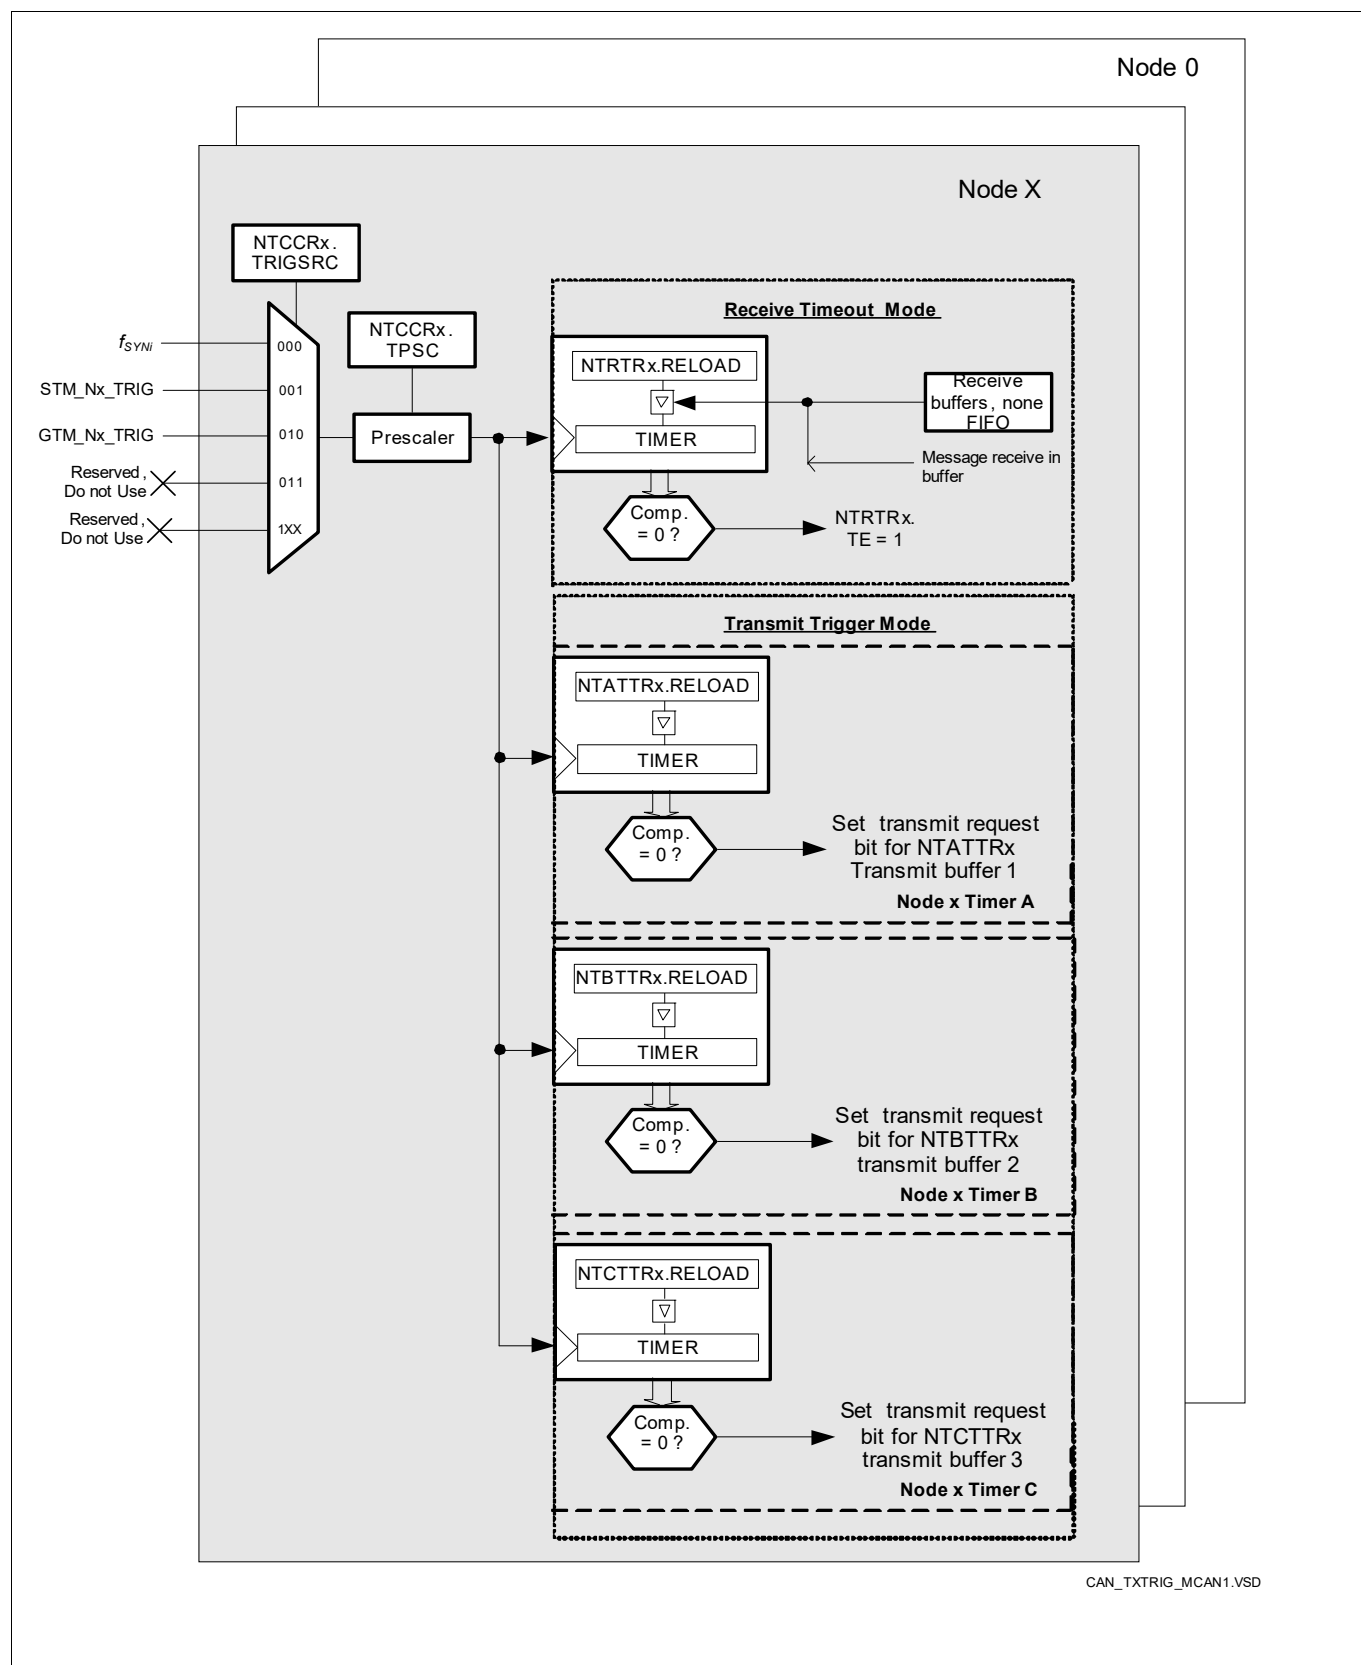 Node 0
Node X
NTCCRx.
TRIGSRC
NTCCRx.
TPSC
fSYNi
STM_Nx_TRIG
GTM_Nx_TRIG
Reserved,
Do not Use
Reserved,
Do not Use
000
001
010
011
1XX
Prescaler
Receive Timeout Mode
NTRTRx.RELOAD
TIMER
Receive
buffers, none
FIFO
Message receive in
buffer
Comp.
= 0 ?
NTRTRx.
TE = 1
Transmit Trigger Mode
NTATTRx.RELOAD
TIMER
Comp.
= 0 ?
Set transmit request
bit for NTATTRx
Transmit buffer 1
Node x Timer A
NTBTTRx.RELOAD
TIMER
Comp.
= 0 ?
Set transmit request
bit for NTBTTRx
transmit buffer 2
Node x Timer B
NTCTTRx.RELOAD
TIMER
Comp.
= 0 ?
Set transmit request
bit for NTCTTRx
transmit buffer 3
Node x Timer C
CAN_TXTRIG_MCAN1.VSD